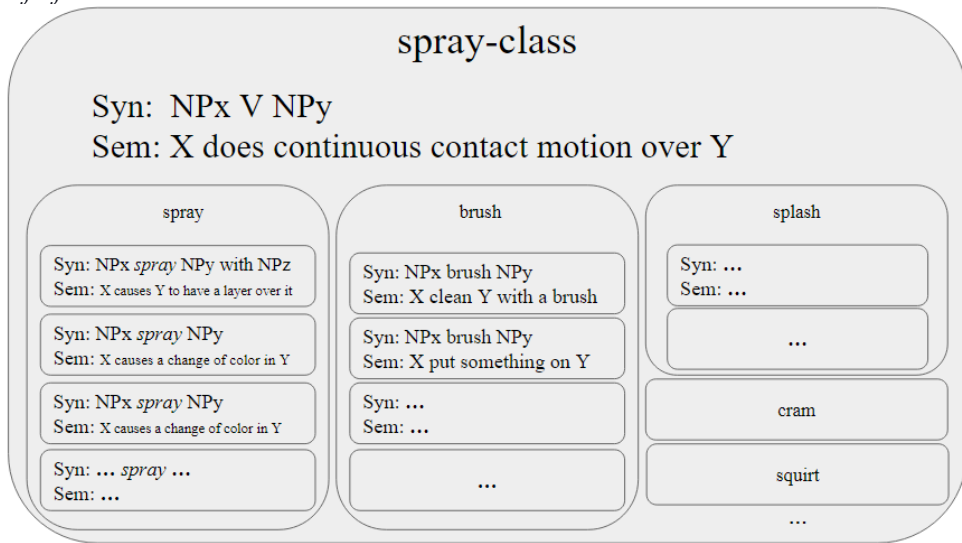 spray-class
Syn: NPx V NPy
Sem: X does continuous contact motion over Y
spray
Syn: NPx spray NPy with NPz
Sem: X causes Y to have a layer over it
Syn: NPx spray NPy
Sem: X causes a change of color in Y
Syn: NPx spray NPy
Sem: X causes a change of color in Y
Syn: ... spray ...
Sem: ...
brush
Syn: NPx brush NPy
Sem: X clean Y with a brush
Syn: NPx brush NPy
Sem: X put something on Y
Syn: ...
Sem: ...
...
splash
Syn: ...
Sem: ...
...
cram
squirt
...